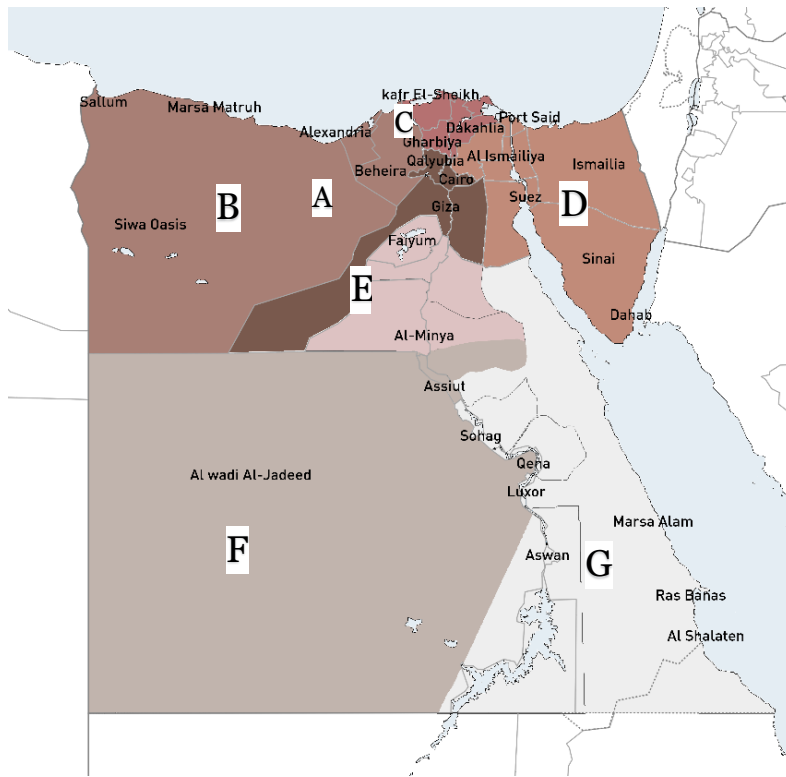 kafr El-Sheikh
Sallum
Marsa Matruh
Port Said
C
Alexandria
Dakahlia
Gharbiya
Qalyubia
Al Ismailiya
Ismailia
Beheira
Cairo
A
B
Giza
Suez
D
Siwa Oasis
Faiyum
Sinai
E
Dahab
Al-Minya
Assiut
Sohag
Qena
Al wadi Al-Jadeed
Luxor
Marsa Alam
F
Aswan
G
Ras Banas
Al Shalaten